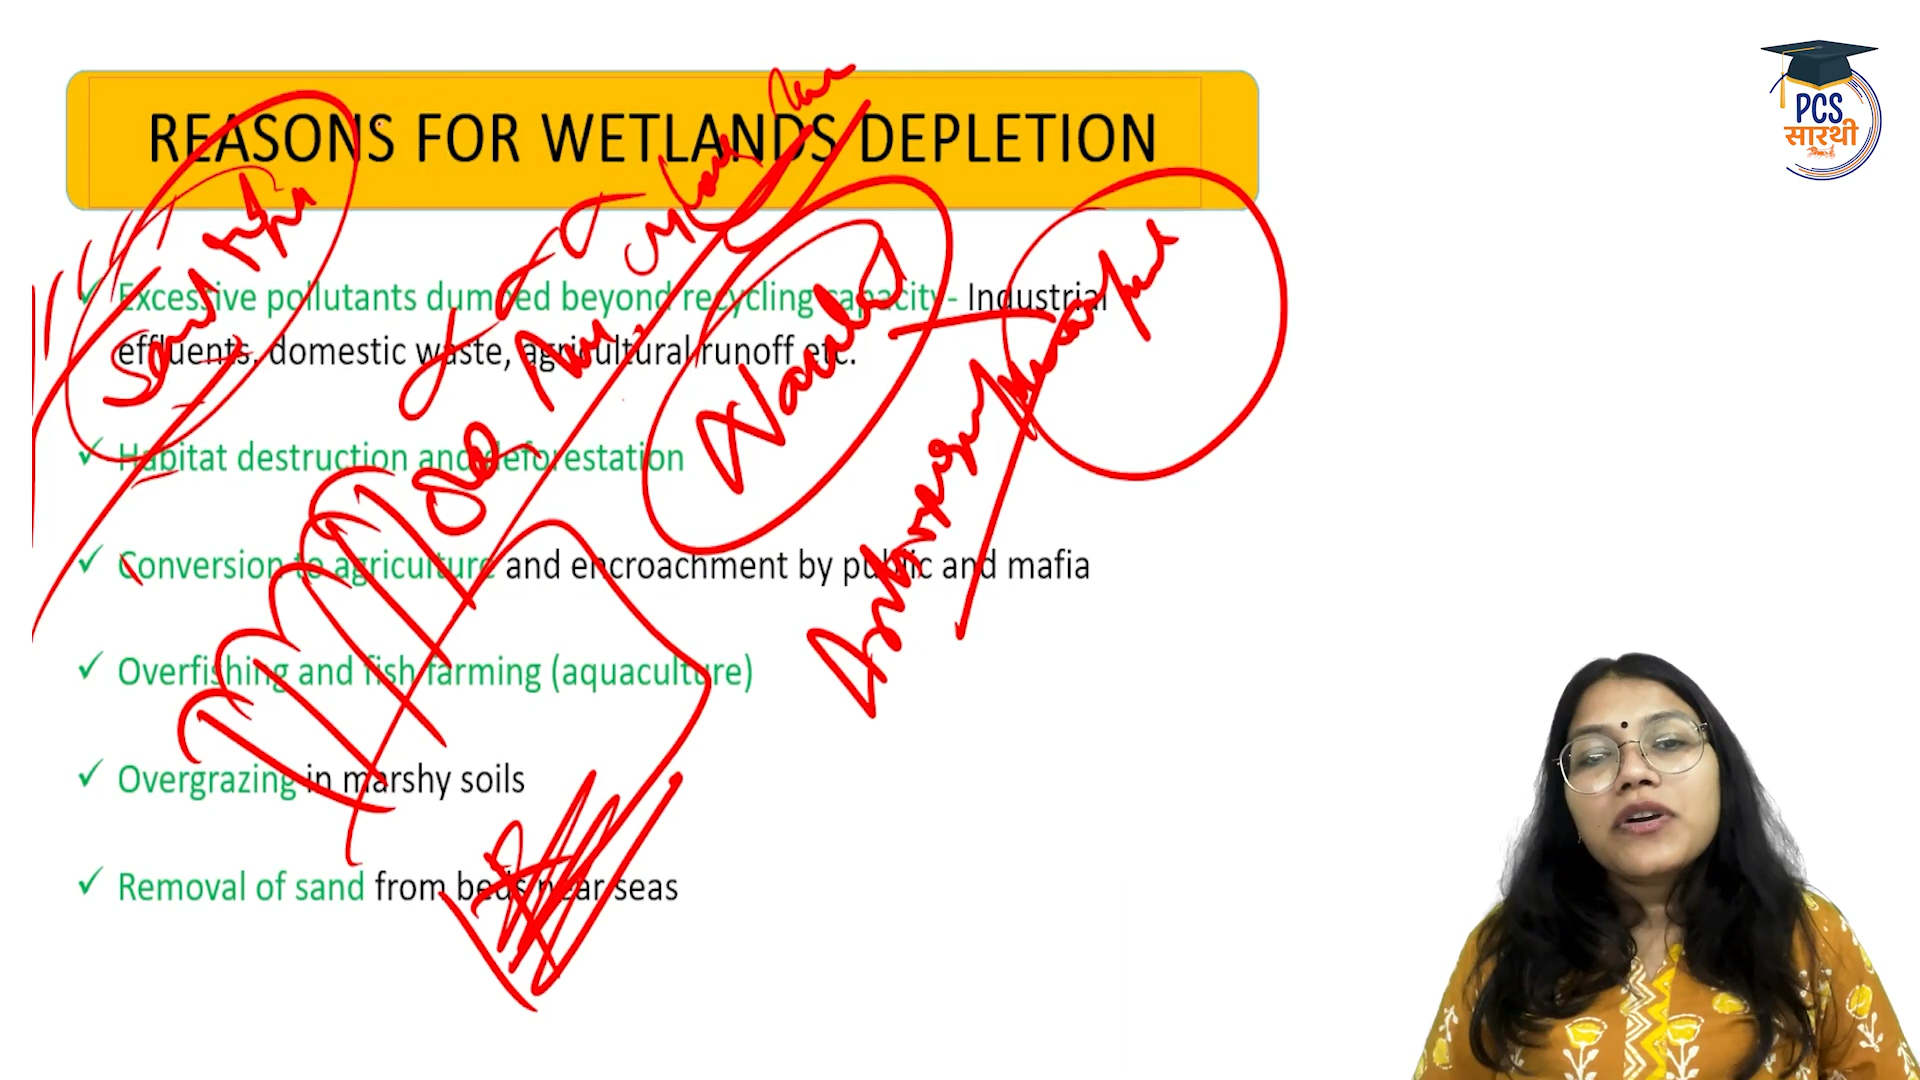 REASONS FOR WETLANDS DEPLETION
PCS
सारथी
✓ Excessive pollutants dumped beyond recycling capacity- Industrial
effluents, domestic waste, agricultural runoff etc.
✓ Habitat destruction and deforestation
✓ Conversion to agriculture and encroachment by public and mafia
✓ Overfishing and fish farming (aquaculture)
✓ Overgrazing in marshy soils
✓ Removal of sand from beds near seas
Sand Mafia